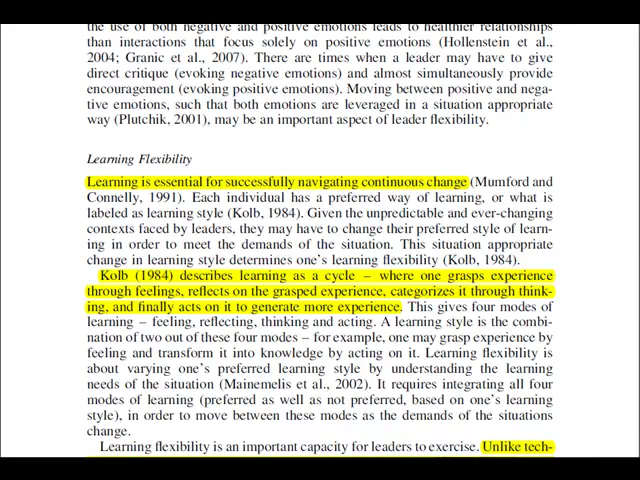 the use of both negative and positive emotions leads to healthier relationships
than interactions that focus solely on positive emotions (Hollenstein et al.,
2004; Granic et al., 2007). There are times when a leader may have to give
direct critique (evoking negative emotions) and almost simultaneously provide
encouragement (evoking positive emotions). Moving between positive and nega-
tive emotions, such that both emotions are leveraged in a situation appropriate
way (Plutchik, 2001), may be an important aspect of leader flexibility.
Learning Flexibility
Learning is essential for successfully navigating continuous change (Mumford and
Connelly, 1991). Each individual has a preferred way of learning, or what is
labeled as learning style (Kolb, 1984). Given the unpredictable and ever-changing
contexts faced by leaders, they may have to change their preferred style of learn-
ing in order to meet the demands of the situation. This situation appropriate
change in learning style determines one's learning flexibility (Kolb, 1984).
Kolb (1984) describes learning as a cycle – where one grasps experience
through feelings, reflects on the grasped experience, categorizes it through think-
ing, and finally acts on it to generate more experience. This gives four modes of
learning – feeling, reflecting, thinking and acting. A learning style is the combi-
nation of two out of these four modes – for example, one may grasp experience by
feeling and transform it into knowledge by acting on it. Learning flexibility is
about varying one's preferred learning style by understanding the learning
needs of the situation (Mainemelis et al., 2002). It requires integrating all four
modes of learning (preferred as well as not preferred, based on one's learning
style), in order to move between these modes as the demands of the situations
change.
Learning flexibility is an important capacity for leaders to exercise. Unlike tech-